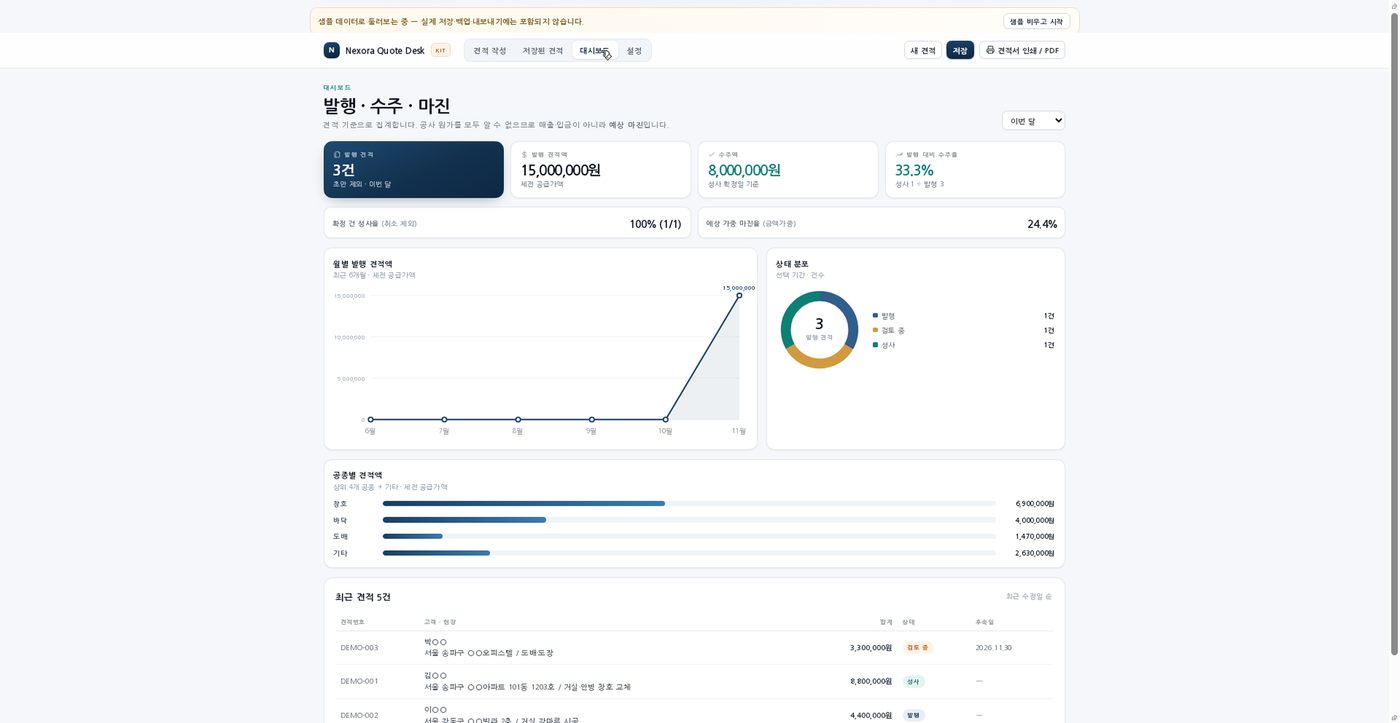 샘플 데이터로 둘러보는 중 — 실제 저장·백업·내보내기에는 포함되지 않습니다.
샘플 비우고 시작
N Nexora Quote Desk KIT
견적 작성 저장된 견적 대시보드 설정
새 견적 저장 견적서 인쇄 / PDF
대시보드
발행 · 수주 · 마진
견적 기준으로 집계합니다. 공사 원가를 모두 알 수 없으므로 매출·입금이 아니라 예상 마진입니다.
이번 달
발행 견적
3건
초안 제외 · 이번 달
발행 견적액
15,000,000원
세전 공급가액
수주액
8,000,000원
성사 확정일 기준
발행 대비 수주율
33.3%
성사 1 ÷ 발행 3
확정 건 성사율 (취소 제외) 100% (1/1)
예상 가중 마진율 (금액가중) 24.4%
월별 발행 견적액
최근 6개월 · 세전 공급가액
15,000,000
15,000,000
10,000,000
5,000,000
0
6월 7월 8월 9월 10월 11월
상태 분포
선택 기간 · 건수
3
발행 견적
발행 1건
검토 중 1건
성사 1건
공종별 견적액
상위 4개 공종 + 기타 · 세전 공급가액
창호 6,900,000원
바닥 4,000,000원
도배 1,470,000원
기타 2,630,000원
최근 견적 5건 최근 수정일 순
견적번호 고객 · 현장 합계 상태 후속일
DEMO-003 박○○ 3,300,000원 검토 중 2026.11.30
서울 송파구 ○○오피스텔 / 도배·도장
DEMO-001 김○○ 8,800,000원 성사 —
서울 송파구 ○○아파트 101동 1203호 / 거실·안방 창호 교체
DEMO-002 이○○ 4,400,000원 발행 —
서울 강동구 ○○빌라 2층 / 거실 강마루 시공